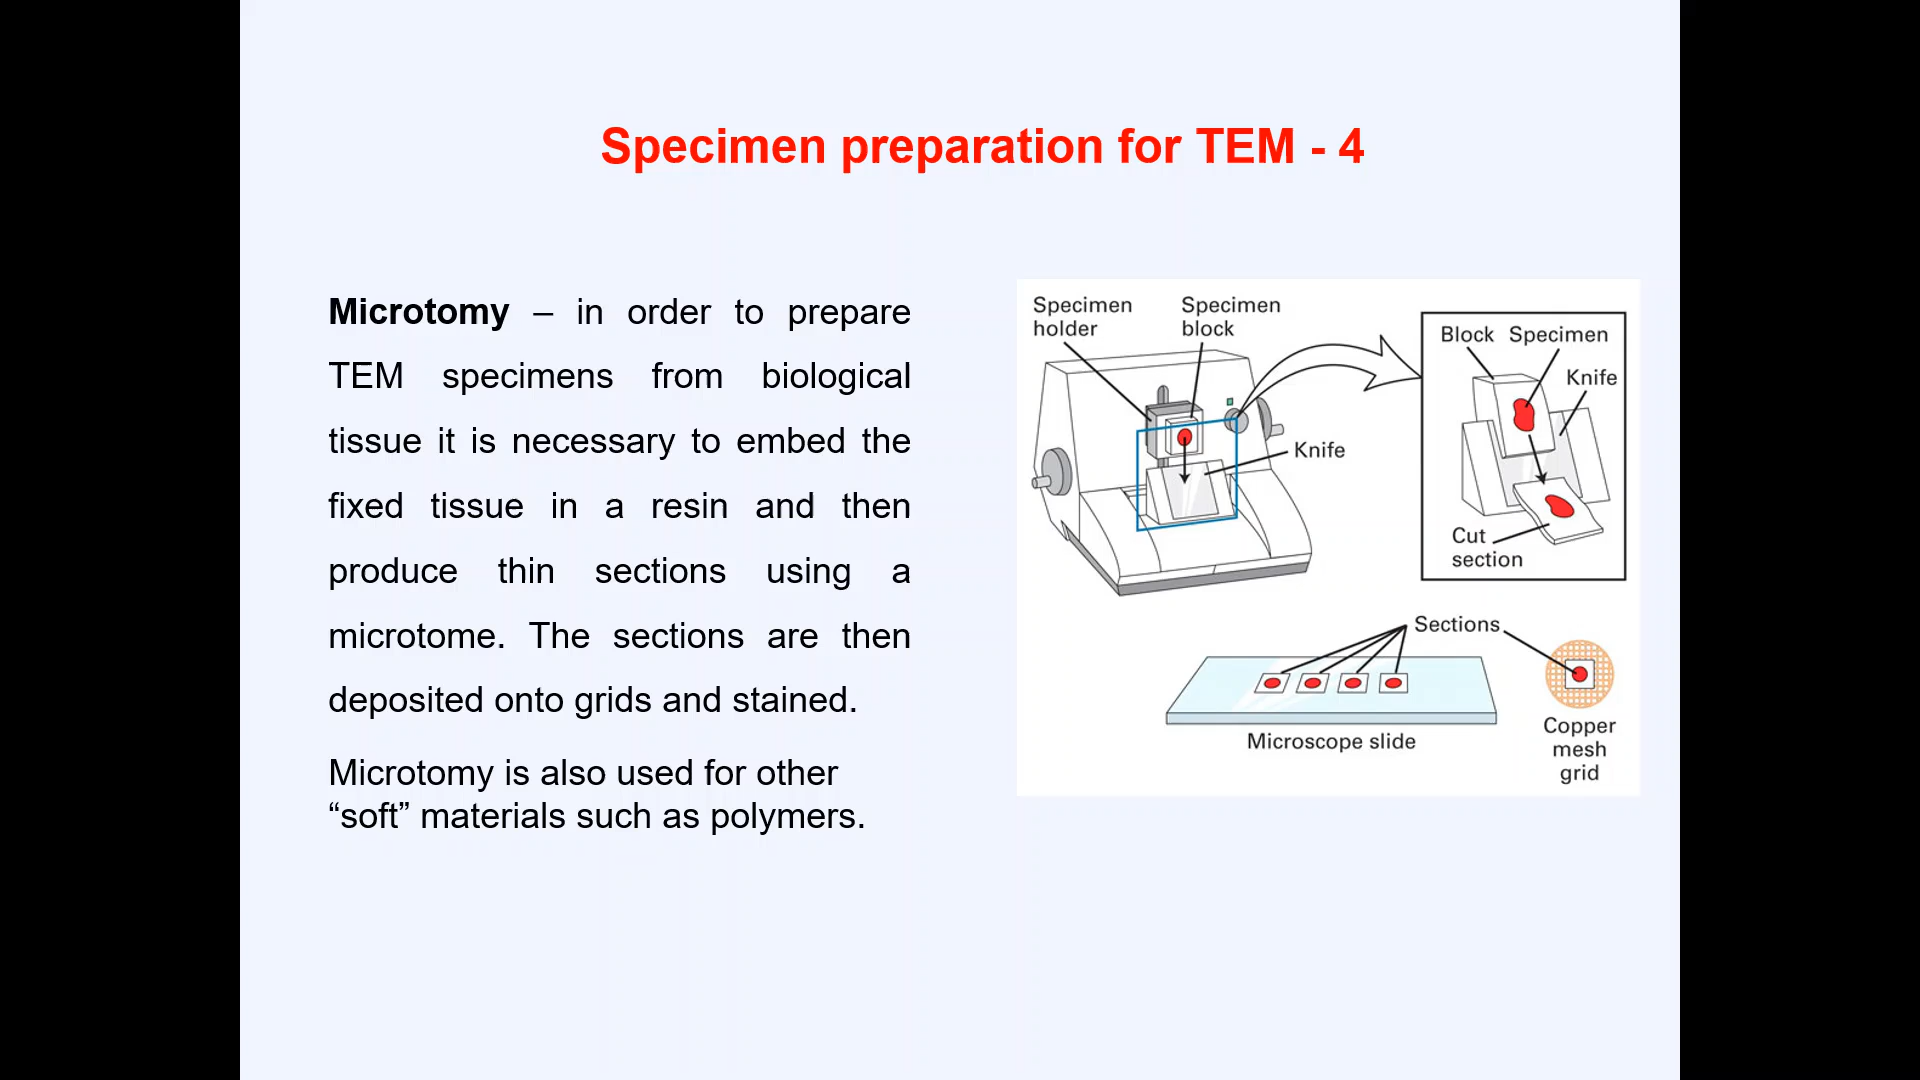 Specimen preparation for TEM - 4
Microtomy – in order to prepare
TEM specimens from biological
tissue it is necessary to embed the
fixed tissue in a resin and then
produce thin sections using a
microtome. The sections are then
deposited onto grids and stained.
Microtomy is also used for other
“soft” materials such as polymers.
Specimen
holder
Specimen
block
Knife
Block
Specimen
Knife
Cut
section
Sections
Microscope slide
Copper
mesh
grid